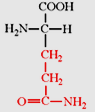 COOH
H₂N—C—H
CH₂
CH₂
O=C—NH₂